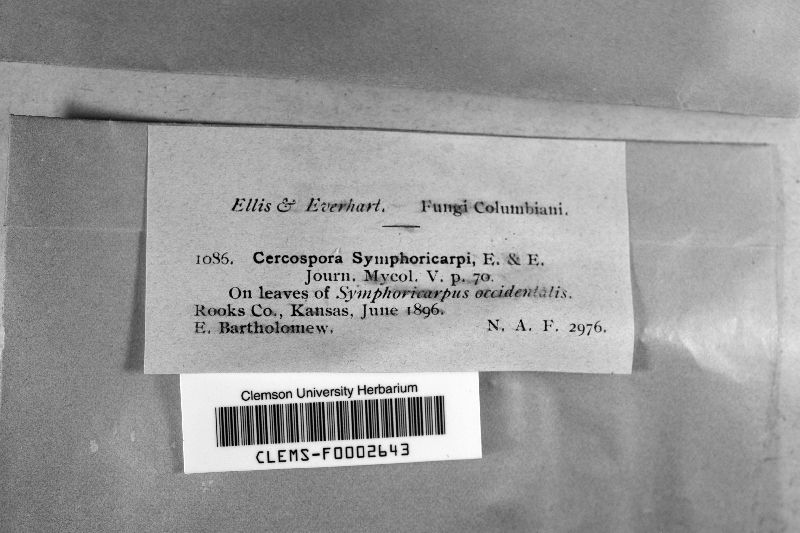 Ellis & Everhart. Fungi Columbiani.
1086. Cercospora Symphoricarpi, E. & E.
Journ. Mycol. V. p. 70.
On leaves of Symphoricarpus occidentalis.
Rooks Co., Kansas, June 1896.
E. Bartholomew. N. A. F. 2976.
Clemson University Herbarium
CLEMS-F0002643